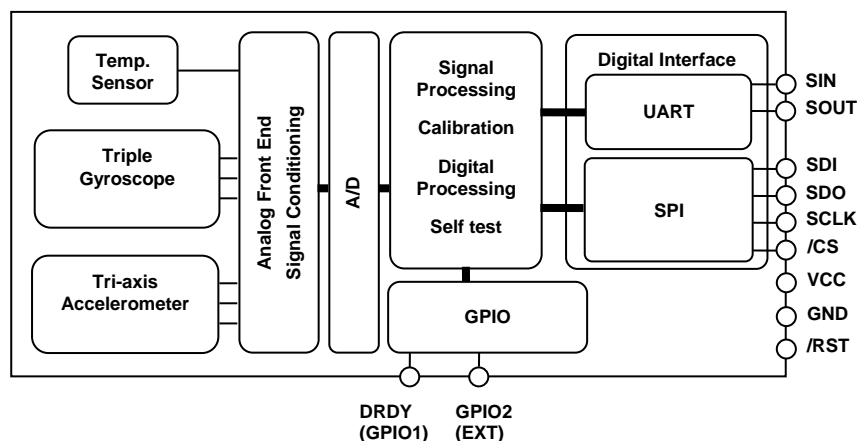 Temp.
Sensor
Triple
Gyroscope
Tri-axis
Accelerometer
Analog Front End
Signal Conditioning
A/D
Signal
Processing
Calibration
Digital
Processing
Self test
GPIO
Digital Interface
UART
SPI
SIN
SOUT
SDI
SDO
SCLK
/CS
VCC
GND
/RST
DRDY
(GPIO1)
GPIO2
(EXT)